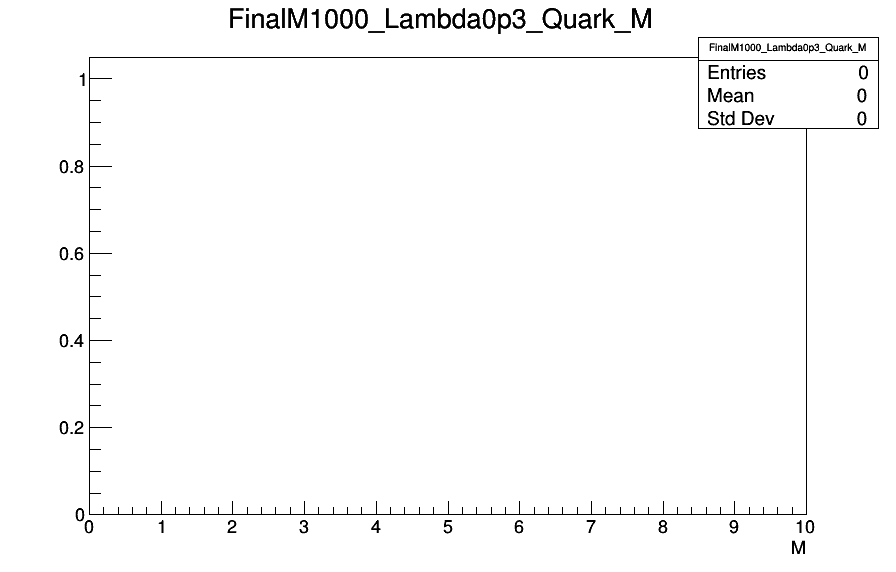 FinalM1000_Lambda0p3_Quark_M
FinalM1000_Lambda0p3_Quark_M
Entries 0
Mean 0
Std Dev 0
1
0.8
0.6
0.4
0.2
0
0 1 2 3 4 5 6 7 8 9 10
M